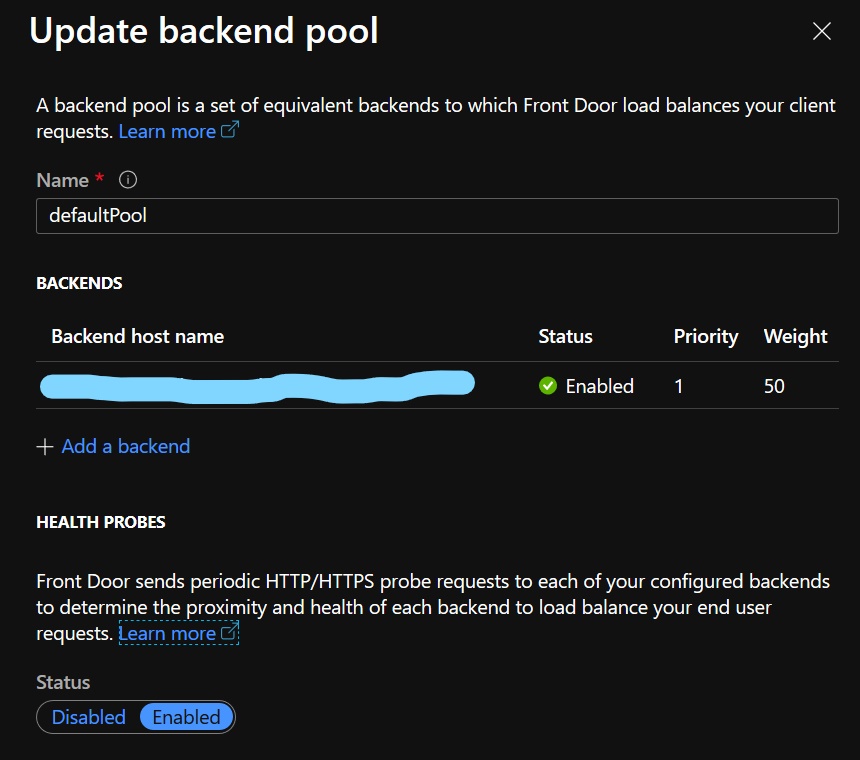 Update backend pool
A backend pool is a set of equivalent backends to which Front Door load balances your client
requests. Learn more
Name *
defaultPool
BACKENDS
Backend host name Status Priority Weight
Enabled 1 50
Add a backend
HEALTH PROBES
Front Door sends periodic HTTP/HTTPS probe requests to each of your configured backends
to determine the proximity and health of each backend to load balance your end user
requests. Learn more
Status
Disabled Enabled